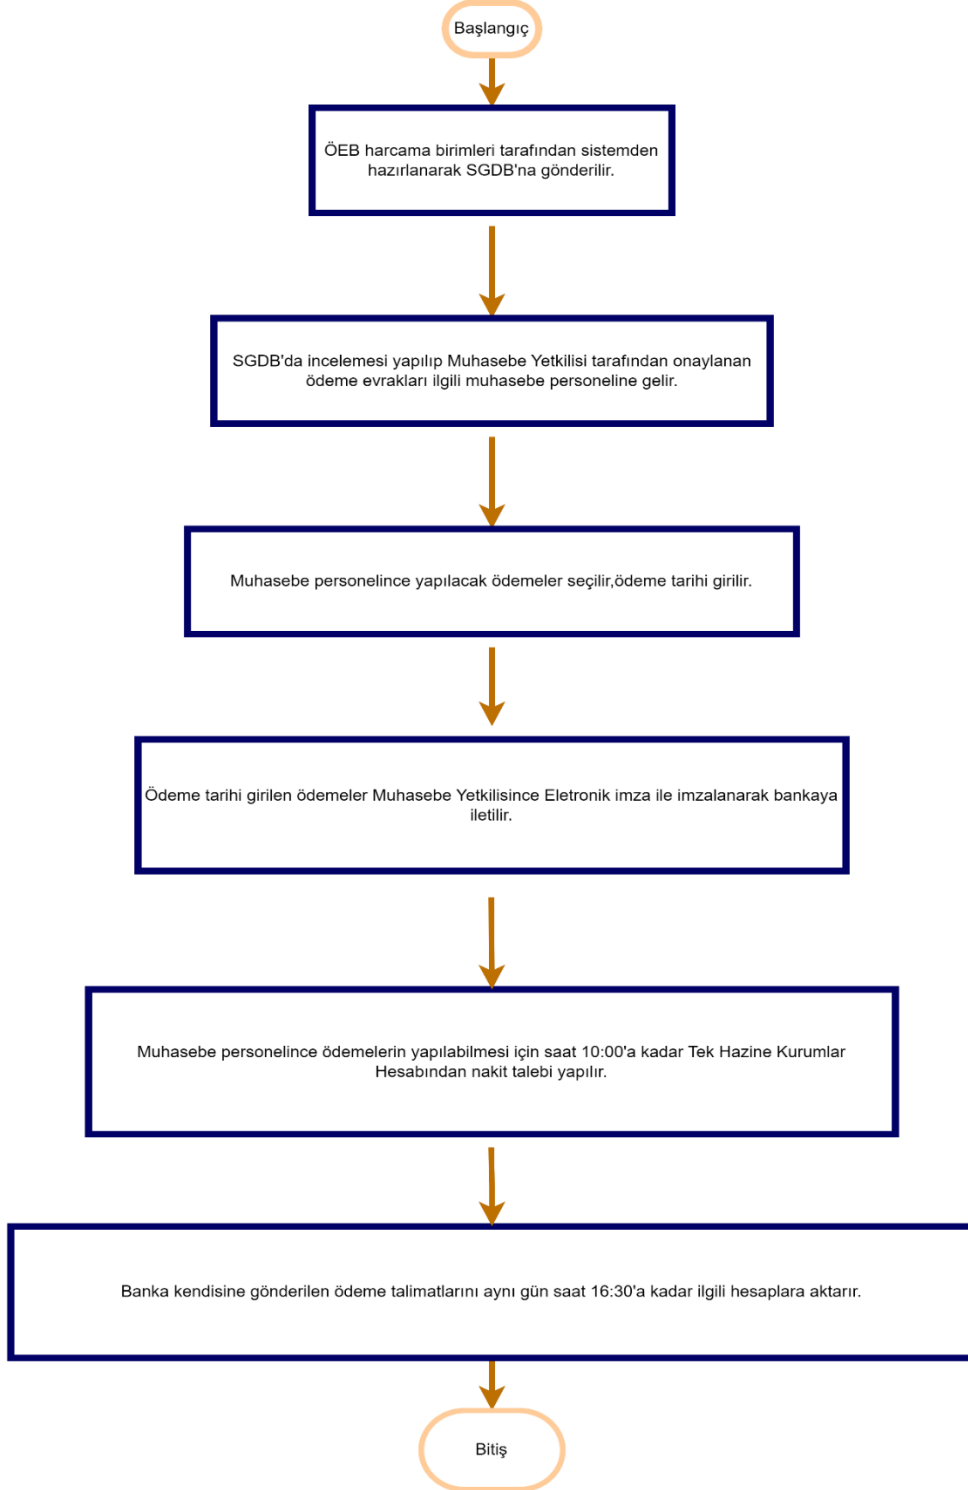 Başlangıç
ÖEB harcama birimleri tarafından sistemden
hazırlanarak SGDB'na gönderilir.
SGDB'da incelemesi yapılıp Muhasebe Yetkilisi tarafından onaylanan
ödeme evrakları ilgili muhasebe personeline gelir.
Muhasebe personelince yapılacak ödemeler seçilir,ödeme tarihi girilir.
Ödeme tarihi girilen ödemeler Muhasebe Yetkilisince Eletronik imza ile imzalanarak bankaya
iletilir.
Muhasebe personelince ödemelerin yapılabilmesi için saat 10:00'a kadar Tek Hazine Kurumlar
Hesabından nakit talebi yapılır.
Banka kendisine gönderilen ödeme talimatlarını aynı gün saat 16:30'a kadar ilgili hesaplara aktarır.
Bitiş